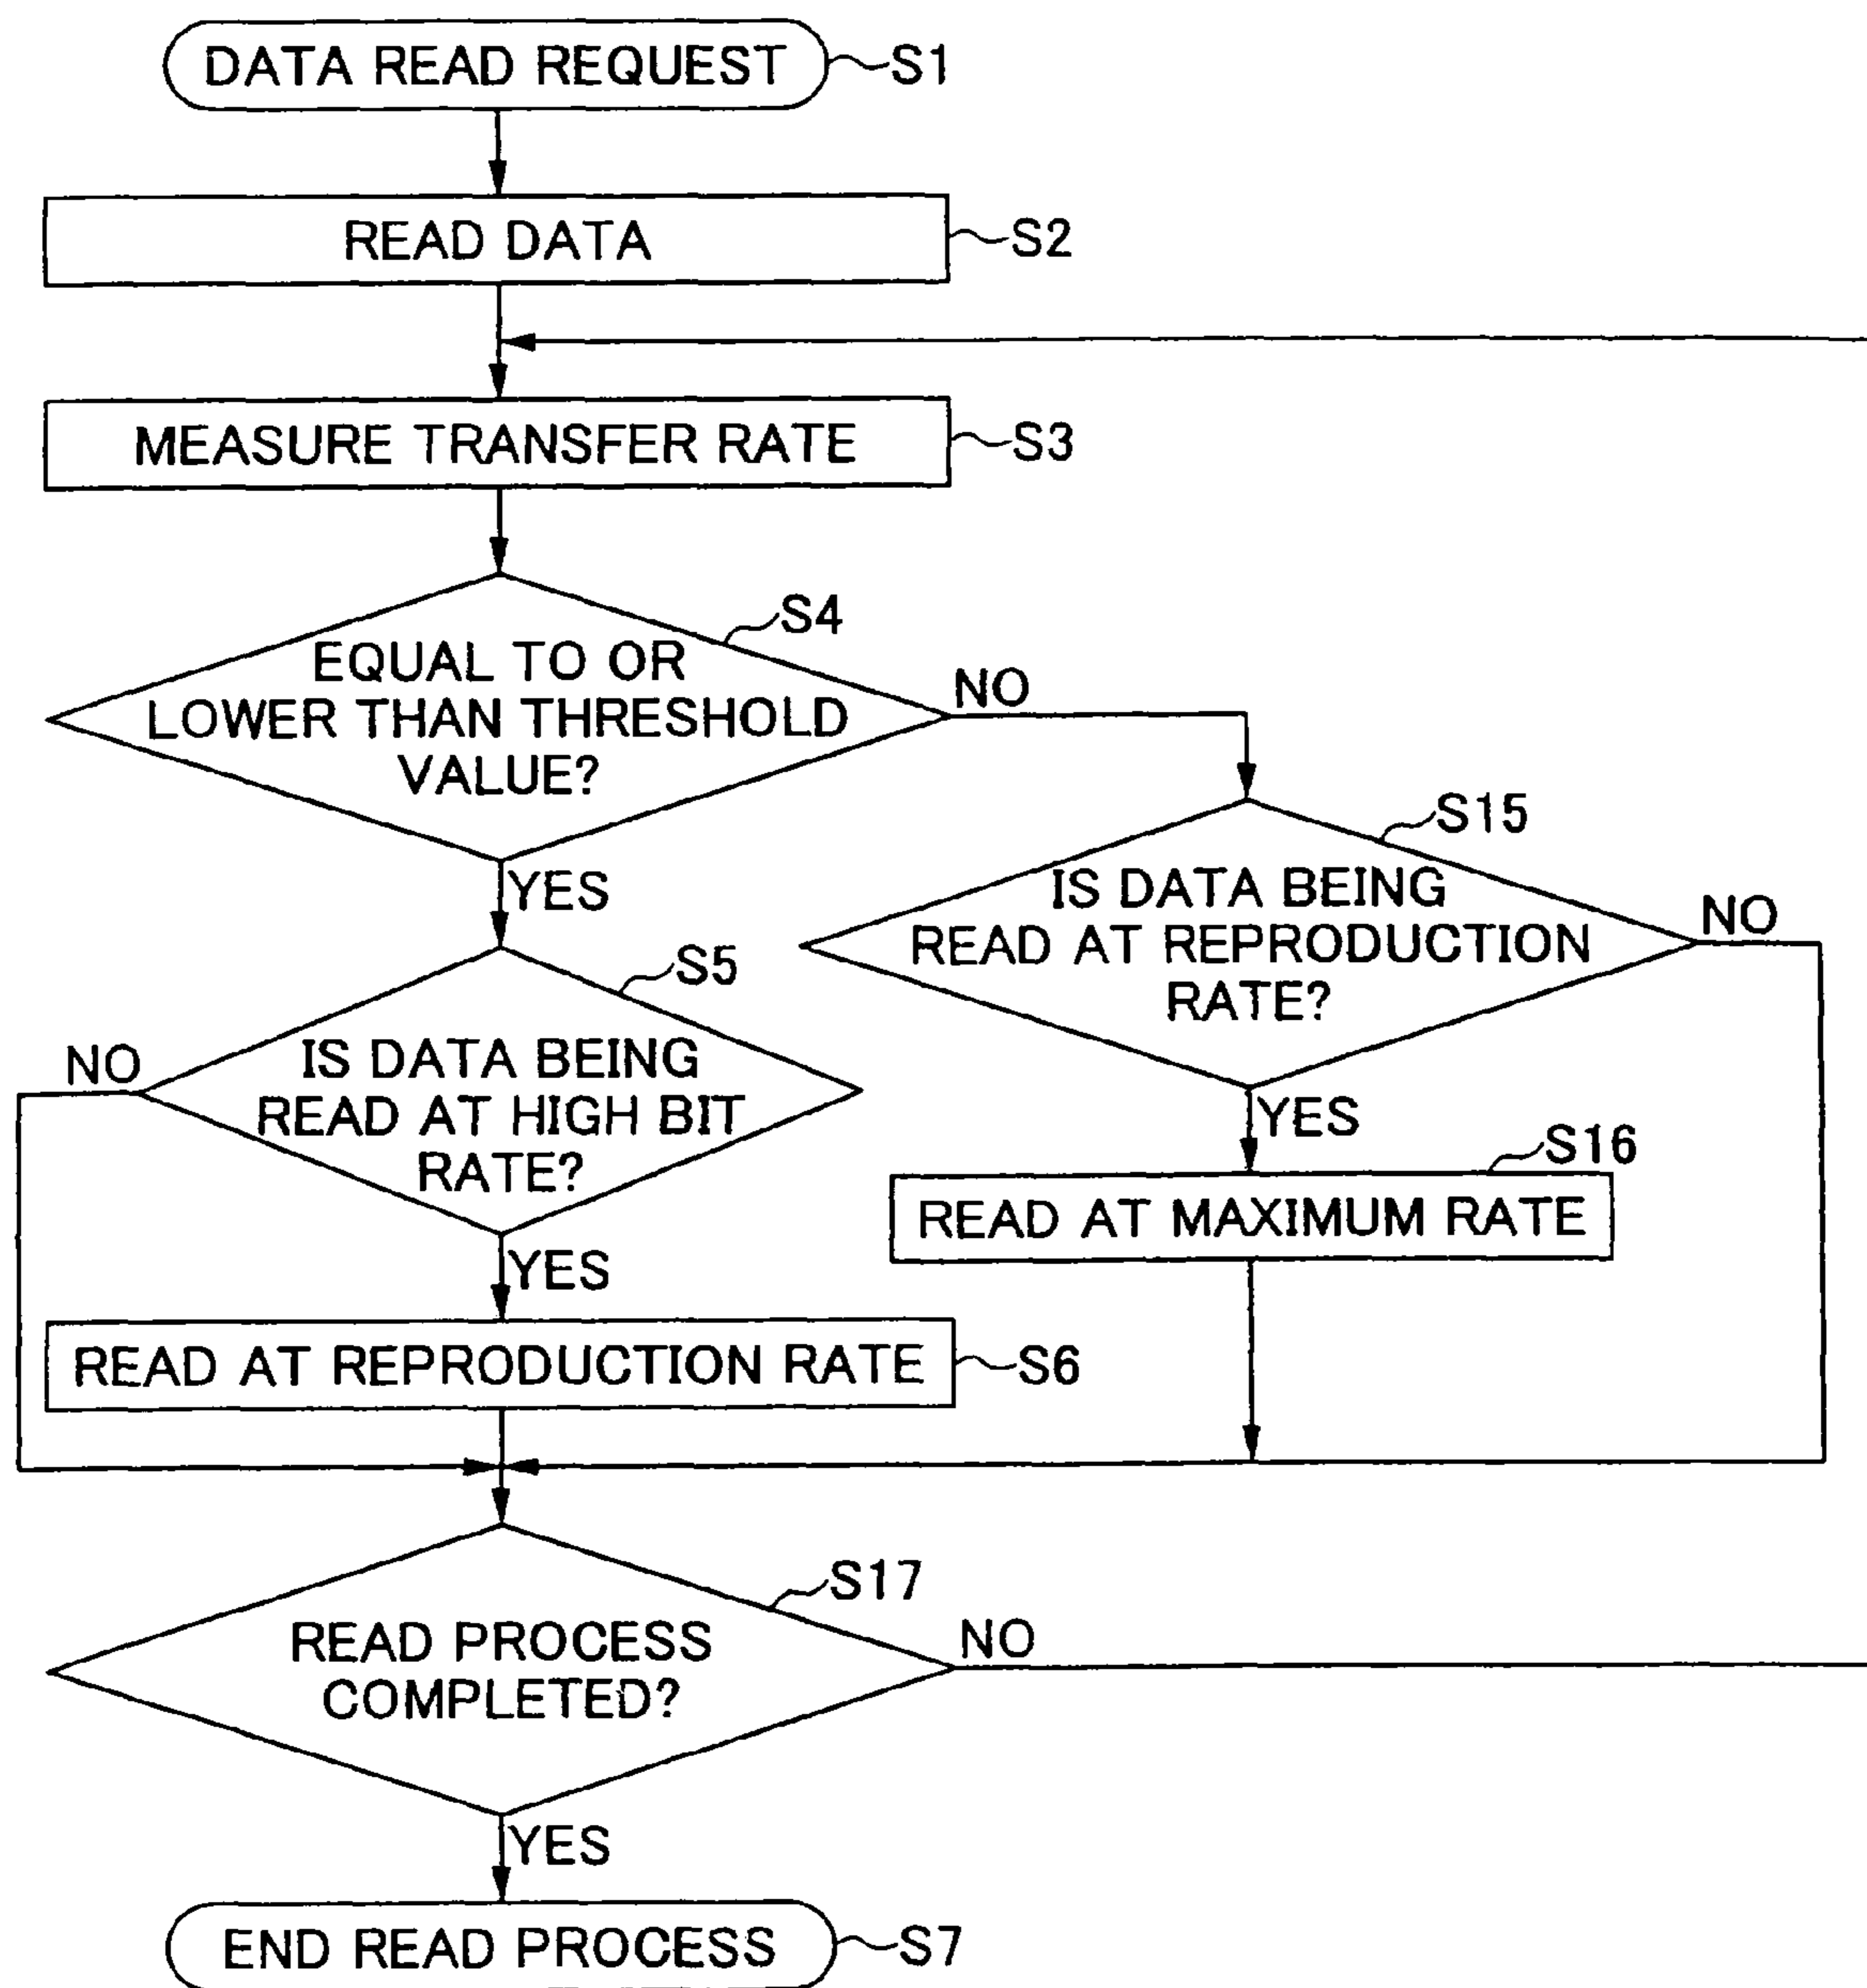 DATA READ REQUEST
S1
READ DATA
S2
MEASURE TRANSFER RATE
S3
S4
EQUAL TO OR
LOWER THAN THRESHOLD
VALUE?
NO
YES
S15
IS DATA BEING
READ AT REPRODUCTION
RATE?
NO
YES
S5
IS DATA BEING
READ AT HIGH BIT
RATE?
NO
YES
S16
READ AT MAXIMUM RATE
READ AT REPRODUCTION RATE
S6
S17
READ PROCESS
COMPLETED?
NO
YES
END READ PROCESS
S7